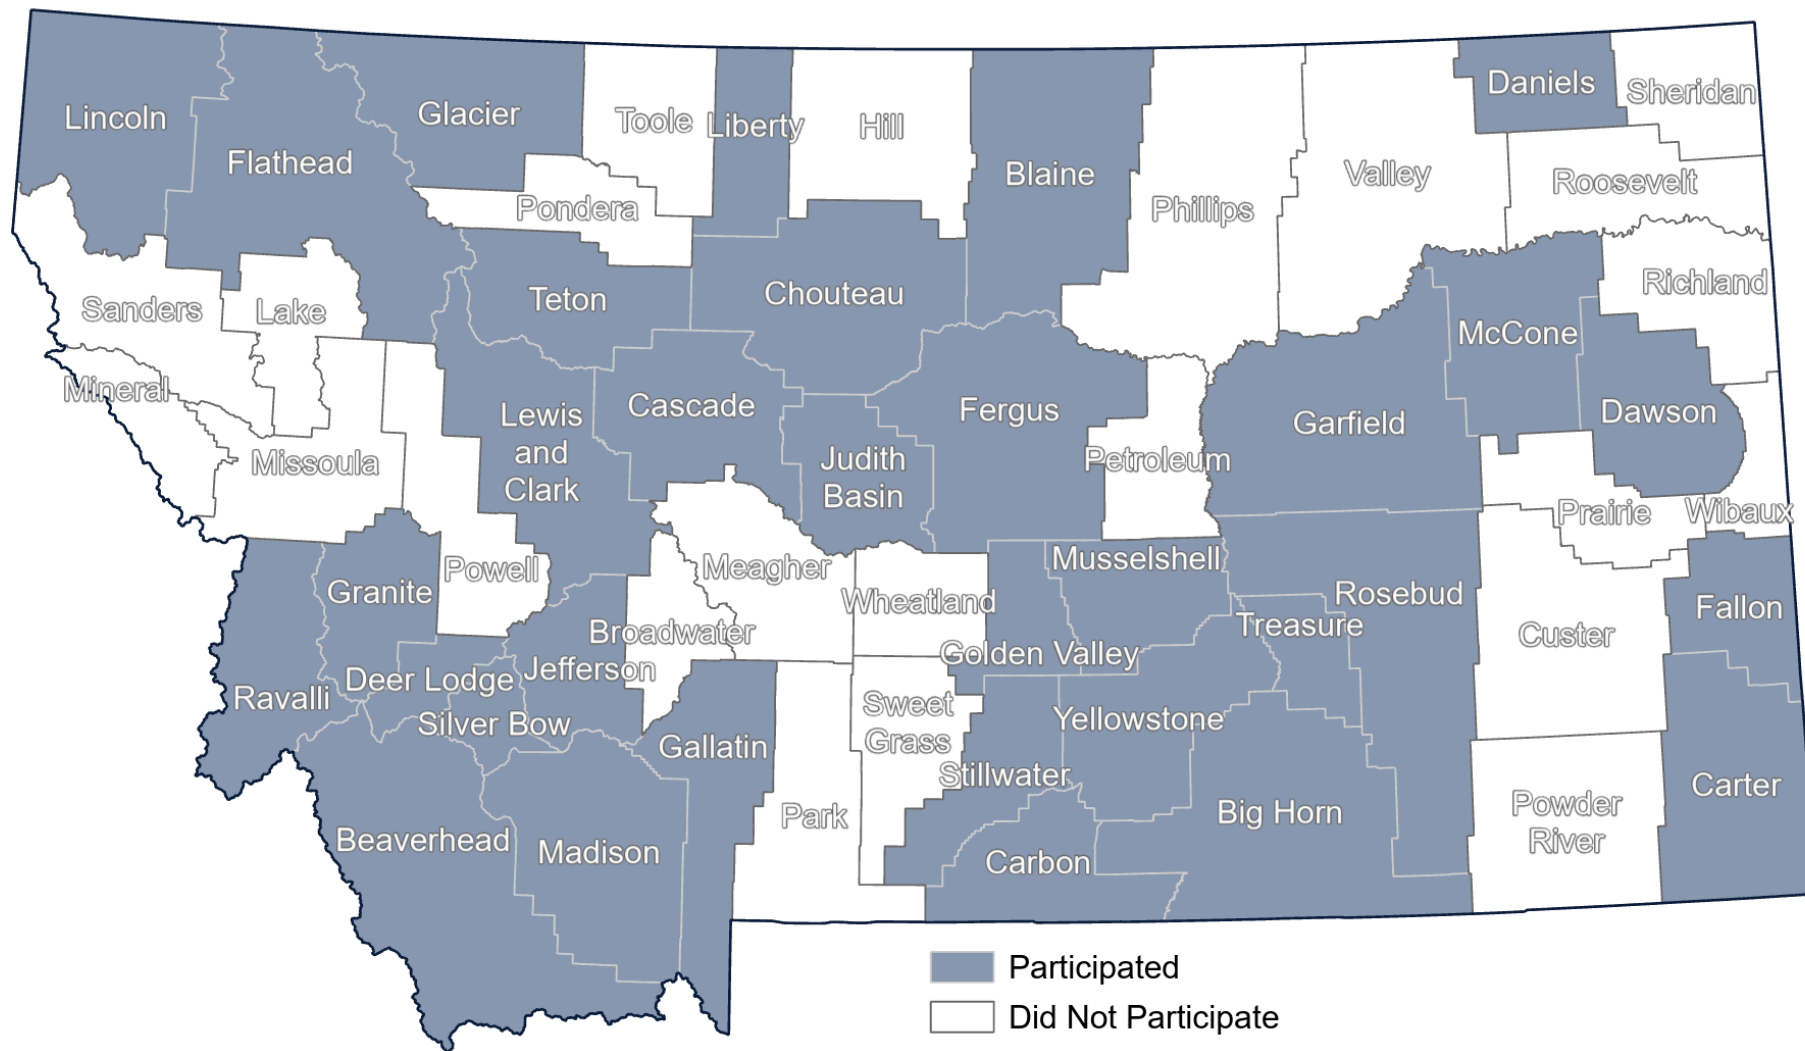 Lincoln
Flathead
Glacier
Toole
Liberty
Hill
Blaine
Phillips
Valley
Daniels
Sheridan
Roosevelt
Pondera
Sanders
Lake
Teton
Chouteau
Richland
McCone
Mineral
Missoula
Lewis
and
Clark
Cascade
Judith
Basin
Fergus
Petroleum
Garfield
Dawson
Prairie
Wibaux
Granite
Powell
Meagher
Wheatland
Musselshell
Rosebud
Treasure
Custer
Fallon
Broadwater
Jefferson
Deer Lodge
Ravalli
Silver Bow
Golden Valley
Sweet
Grass
Yellowstone
Gallatin
Stillwater
Park
Big Horn
Powder
River
Carter
Beaverhead
Madison
Carbon
Participated
Did Not Participate